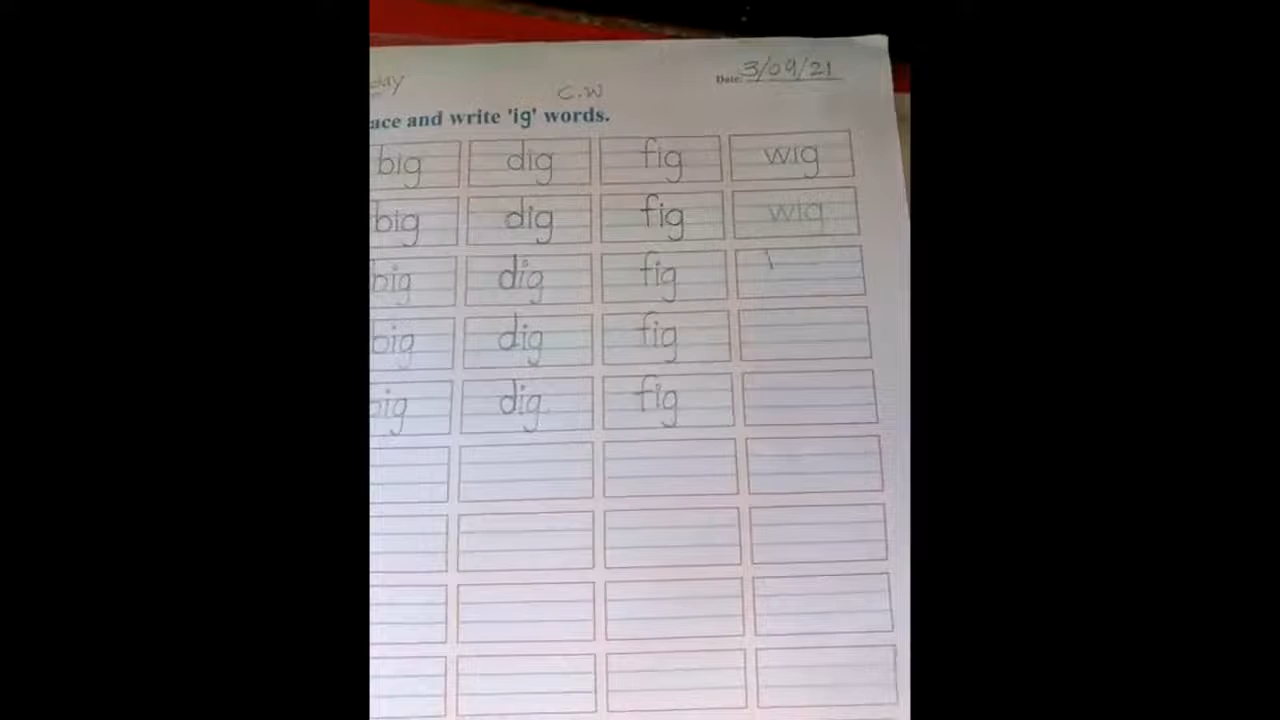 Date: 3/09/21
C.W
ace and write 'ig' words.
big dig fig wig
big dig fig wig
big dig fig
big dig fig
big dig fig